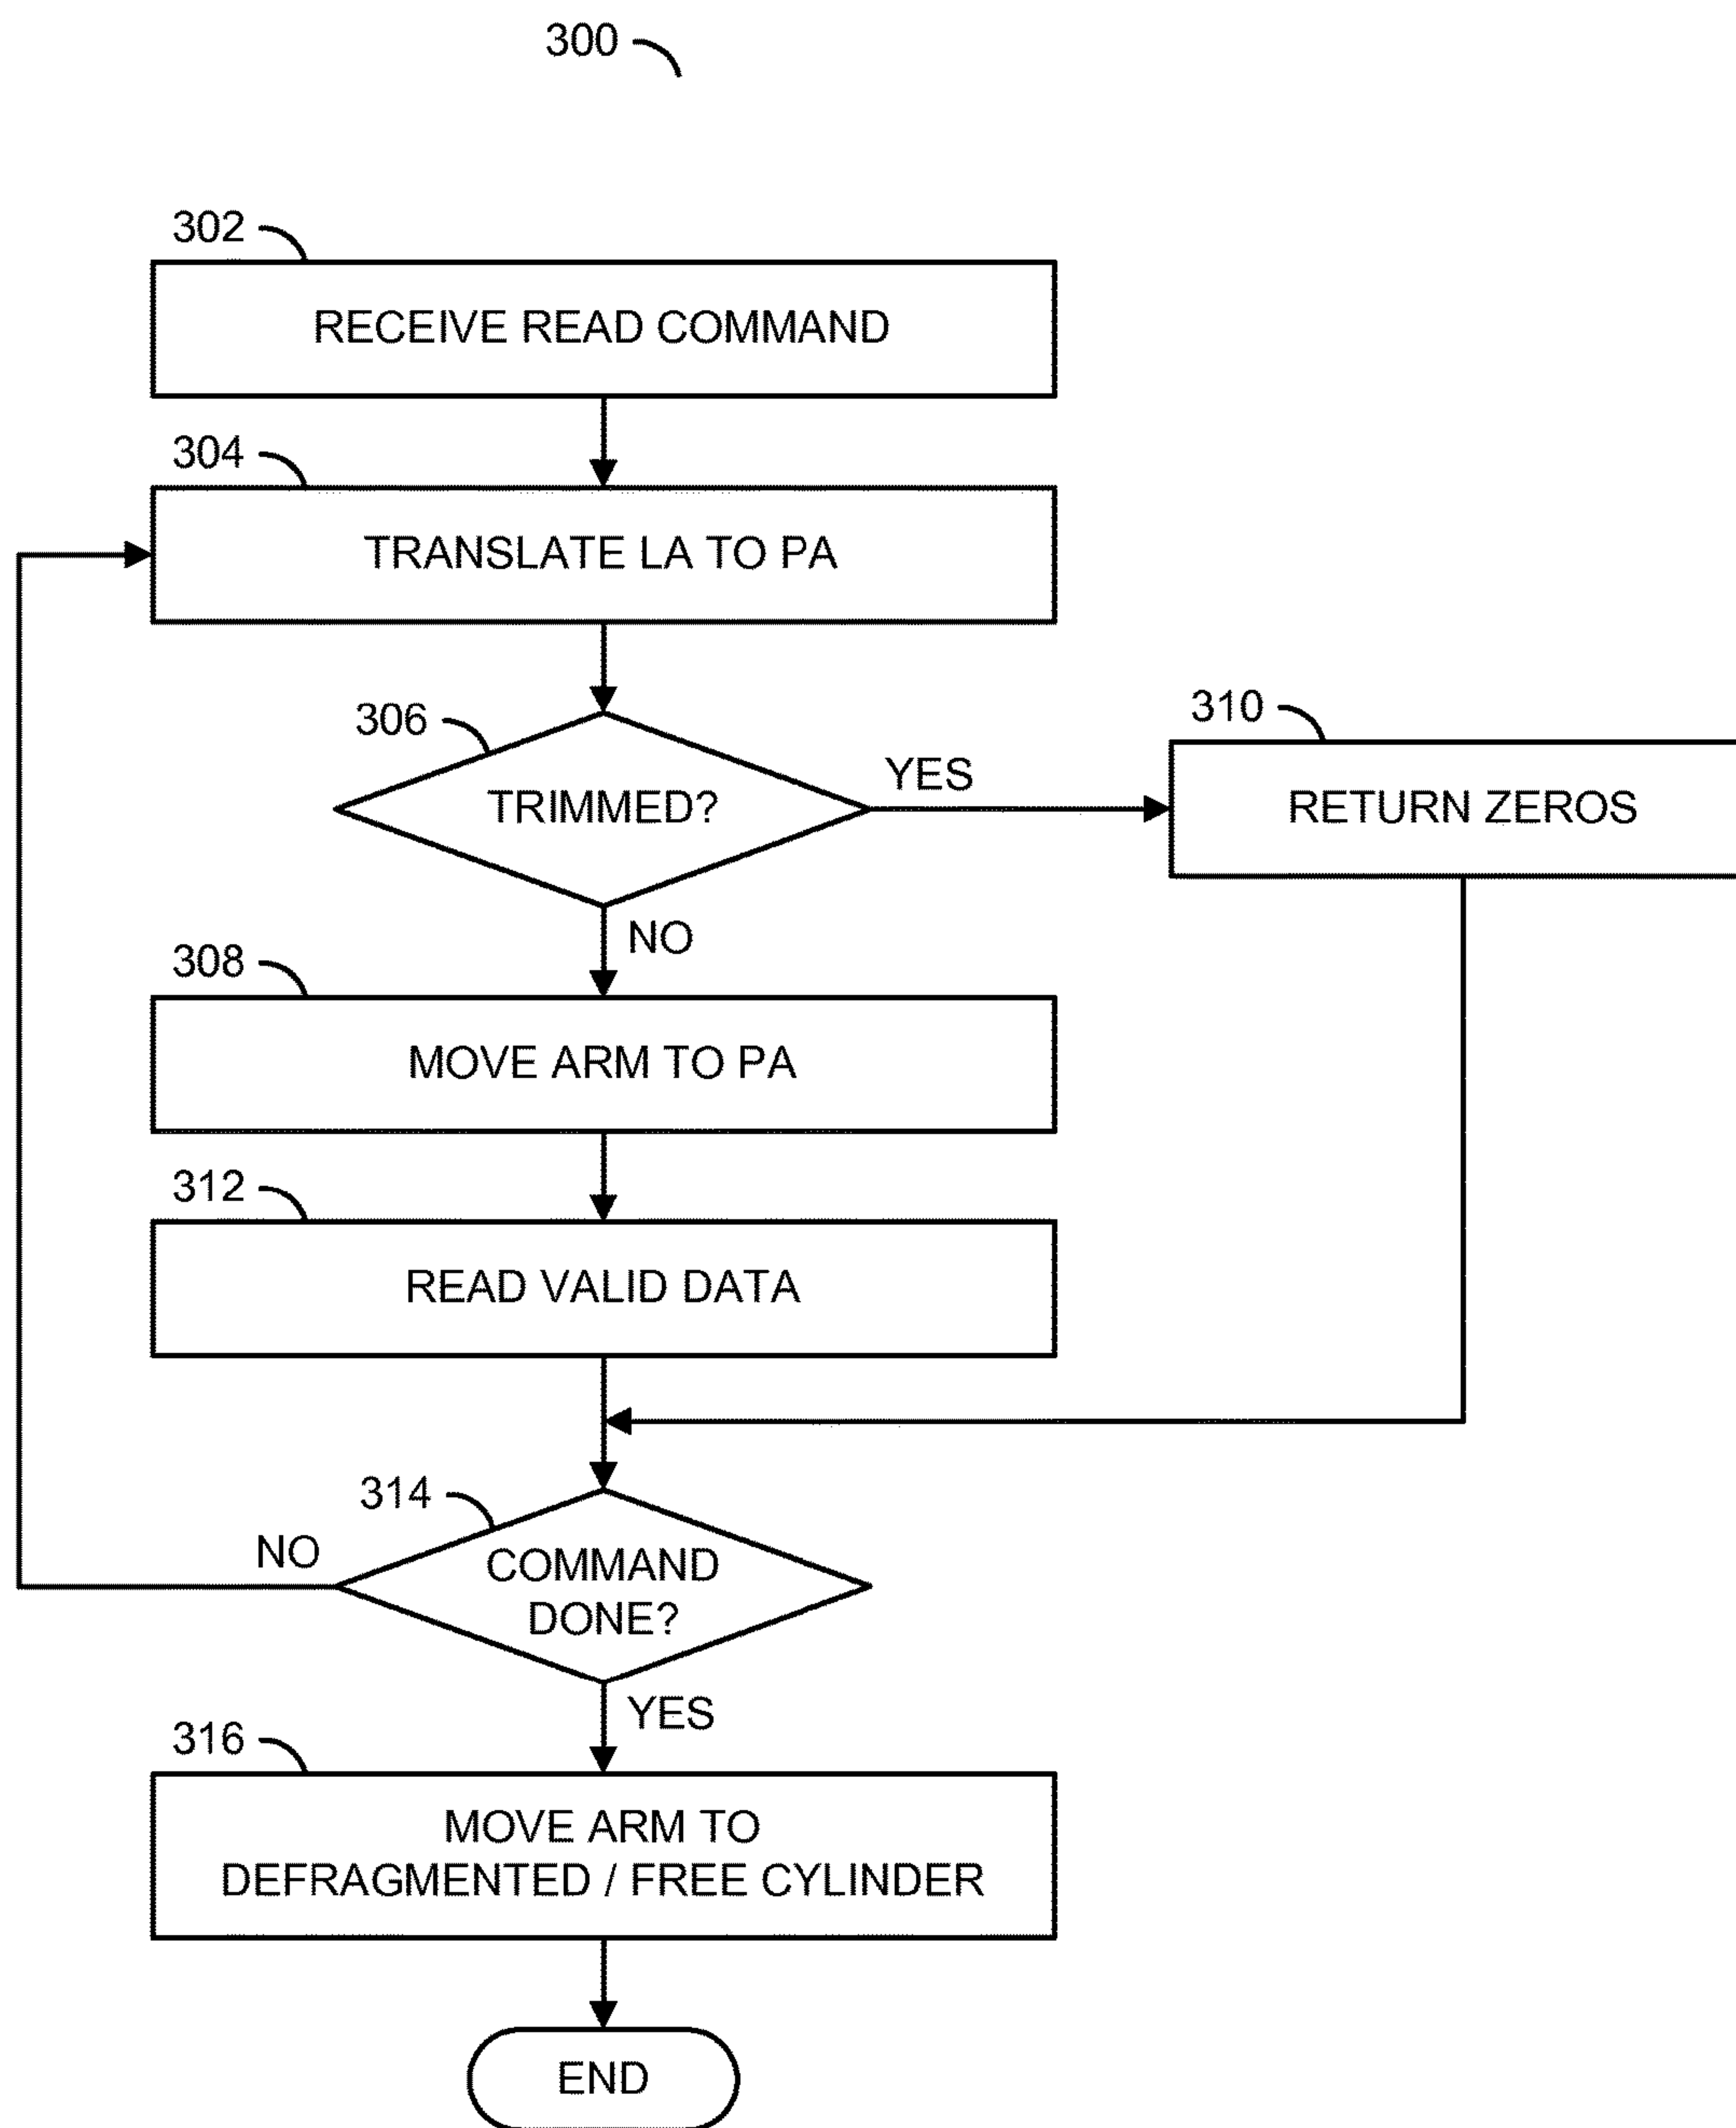 300
302
RECEIVE READ COMMAND
304
TRANSLATE LA TO PA
306
TRIMMED?
YES
310
RETURN ZEROS
NO
308
MOVE ARM TO PA
312
READ VALID DATA
314
NO
COMMAND
DONE?
YES
316
MOVE ARM TO
DEFRAGMENTED / FREE CYLINDER
END